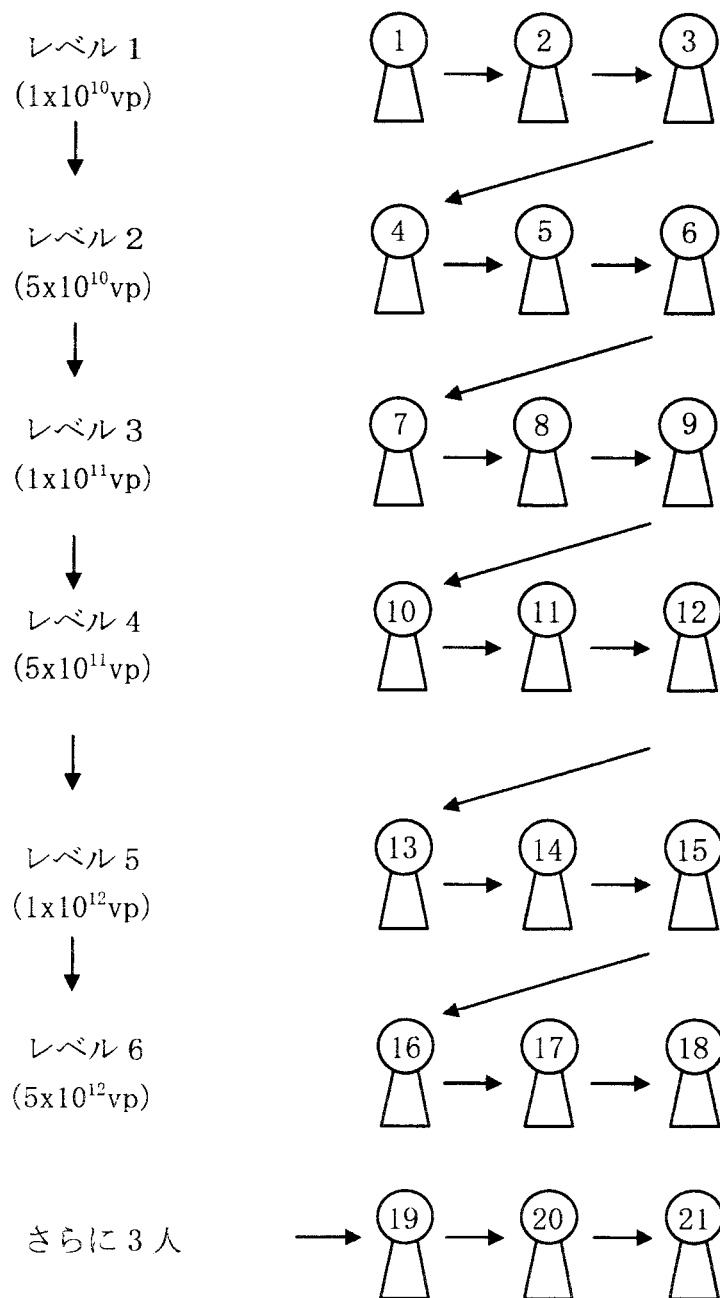 レベル 1
(1x10¹⁰vp)
1 2 3
レベル 2
(5x10¹⁰vp)
4 5 6
レベル 3
(1x10¹¹vp)
7 8 9
レベル 4
(5x10¹¹vp)
10 11 12
レベル 5
(1x10¹²vp)
13 14 15
レベル 6
(5x10¹²vp)
16 17 18
さらに 3 人
19 20 21